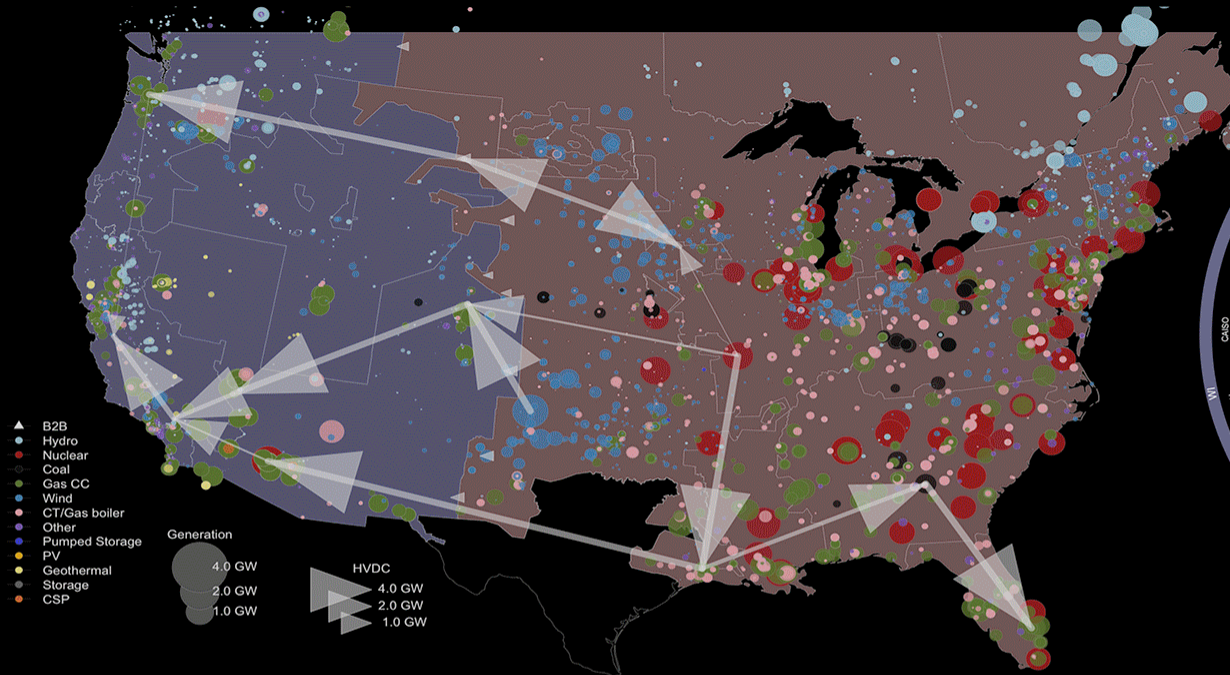 B2B
Hydro
Nuclear
Coal
Gas CC
Wind
CT/Gas boiler
Other
Pumped Storage
PV
Geothermal
Storage
CSP
Generation
4.0 GW
2.0 GW
1.0 GW
HVDC
4.0 GW
2.0 GW
1.0 GW
CAISO
WI